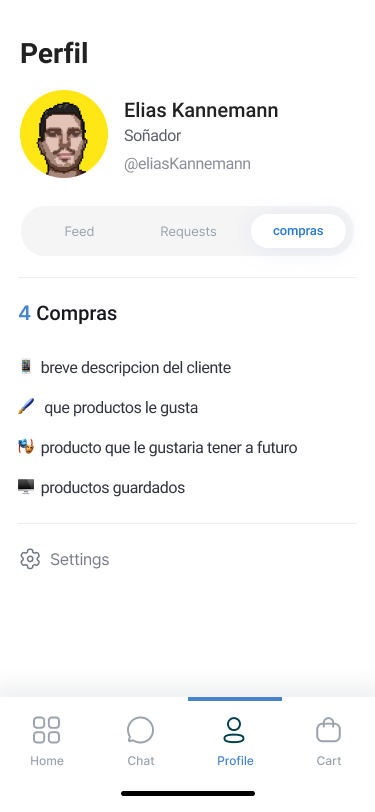 Perfil
Elias Kannemann
Soñador
@eliasKannemann
Feed Requests compras
4 Compras
breve descripcion del cliente
que productos le gusta
producto que le gustaria tener a futuro
productos guardados
Settings
Home Chat Profile Cart